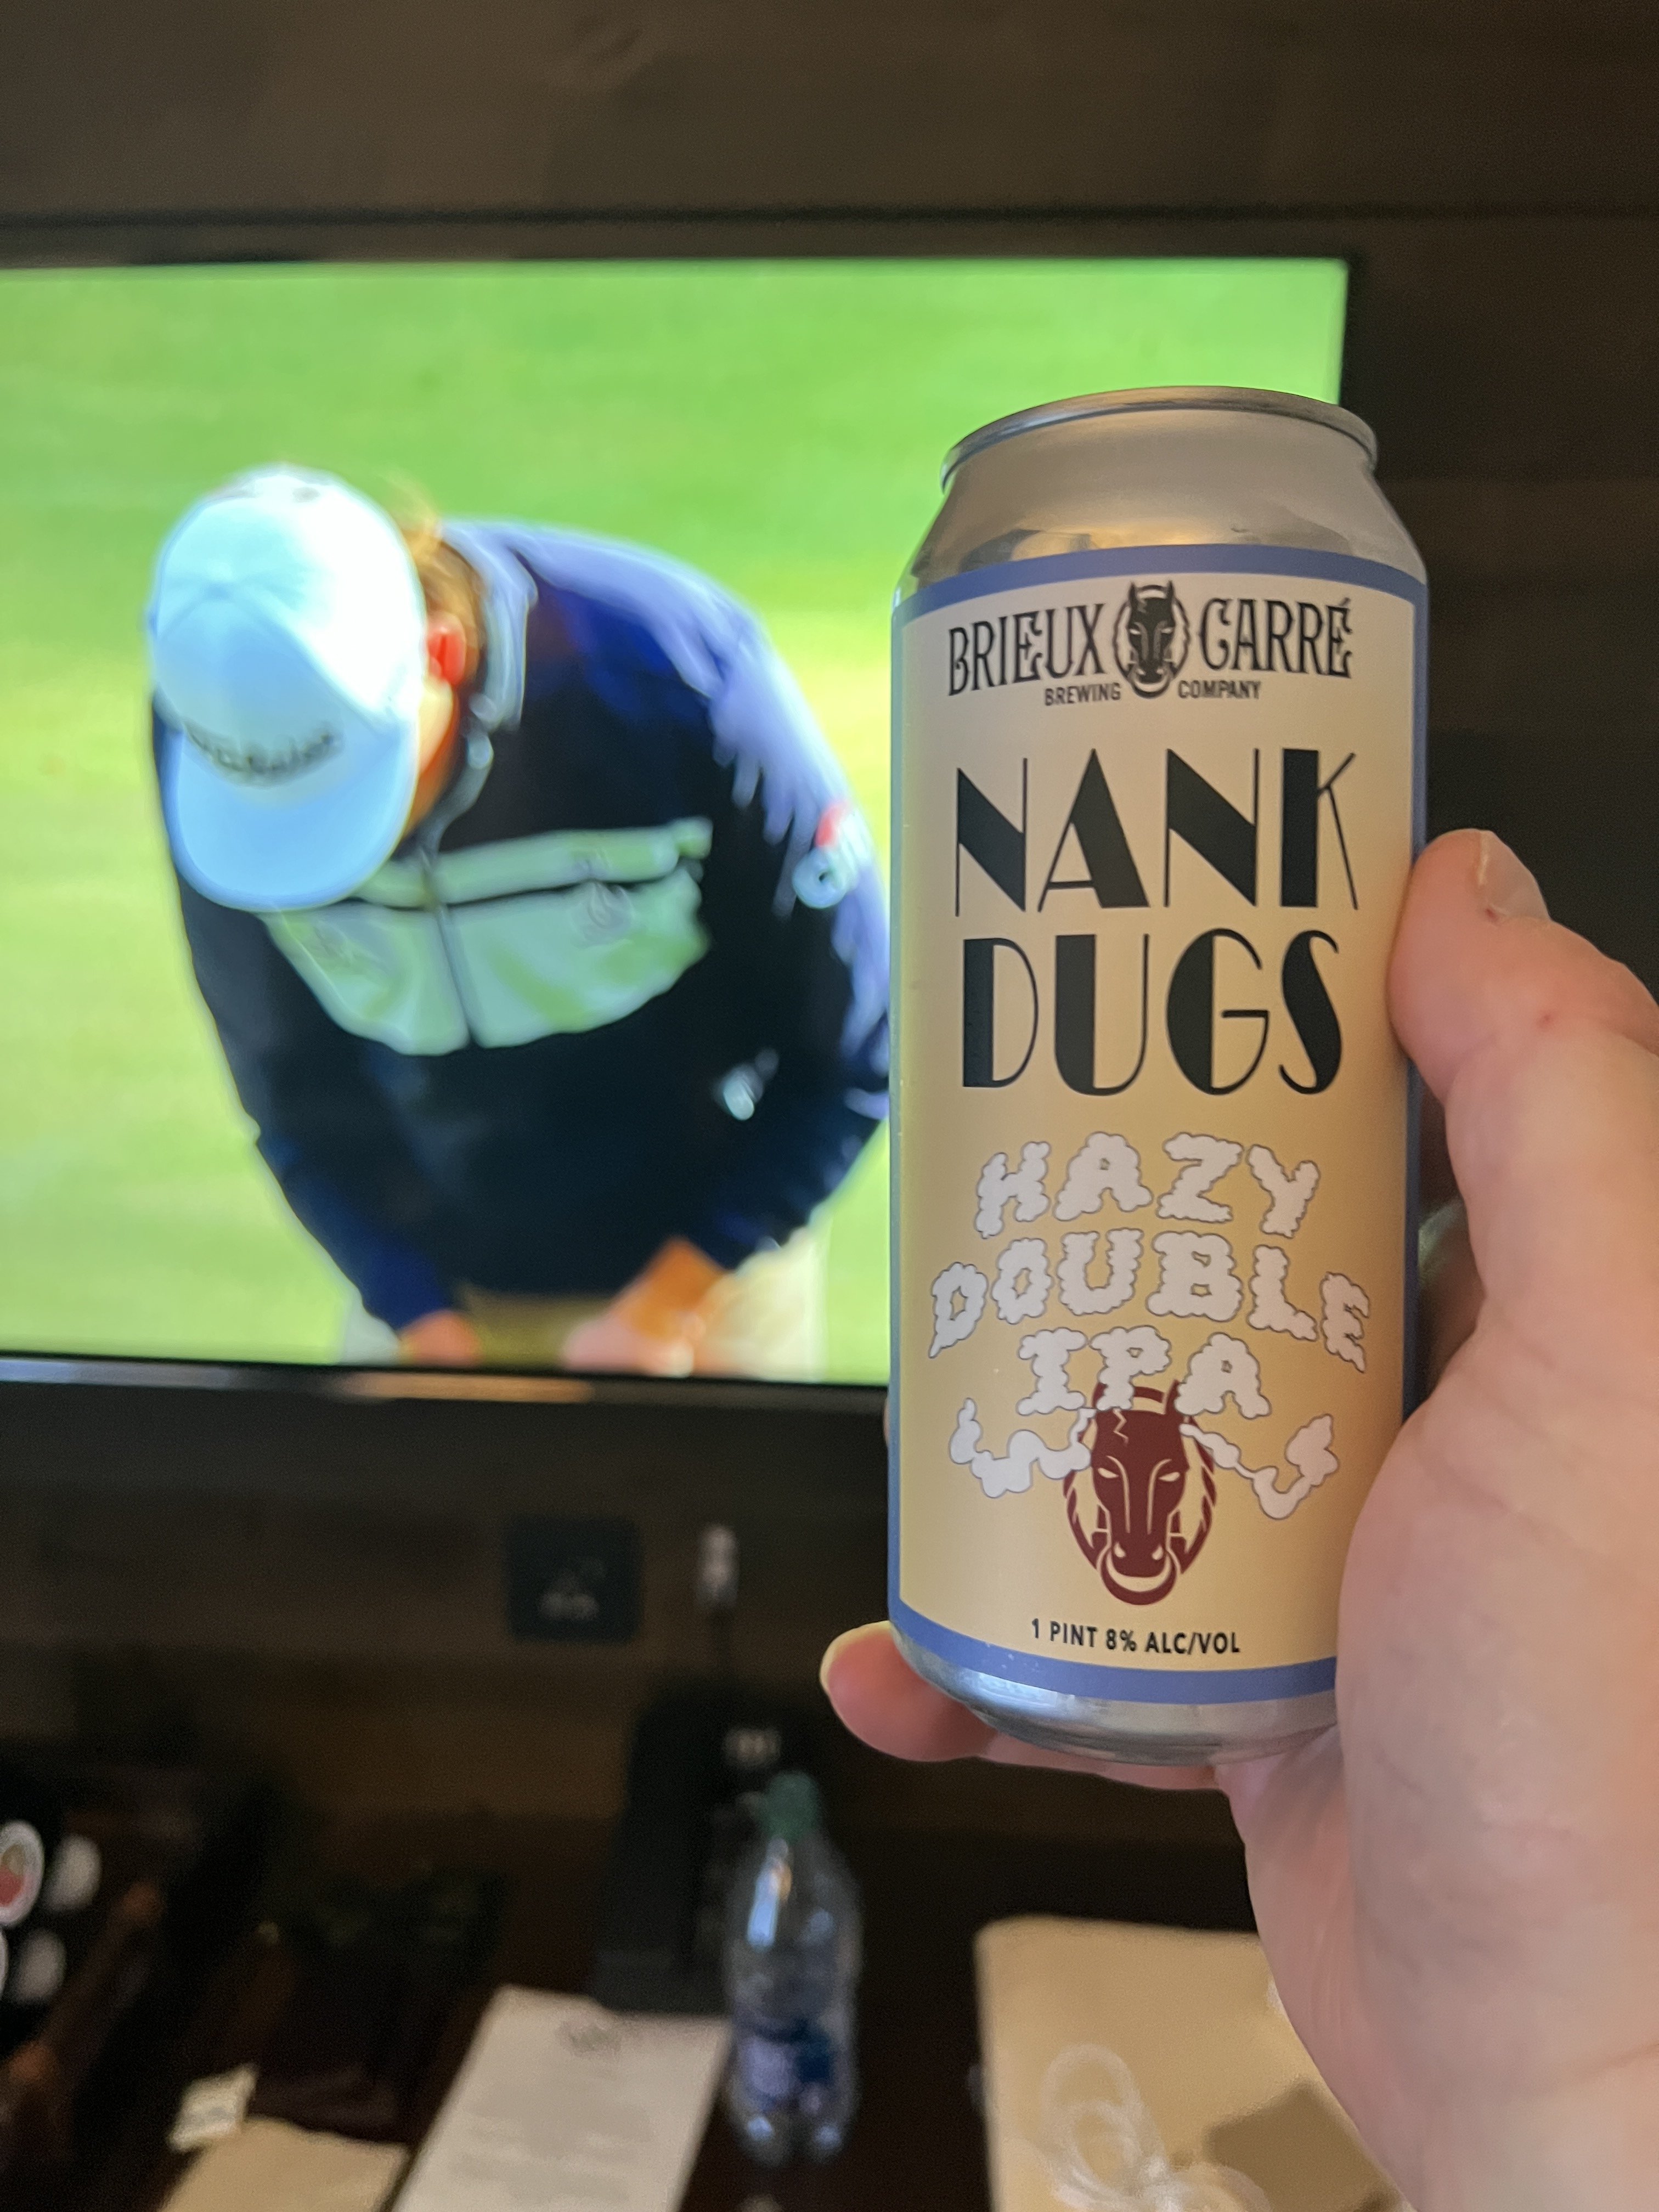 BRIEUX CARRÉ
BREWING COMPANY
NANK
DUGS
HAZY
DOUBLE
IPA
1 PINT 8% ALC/VOL